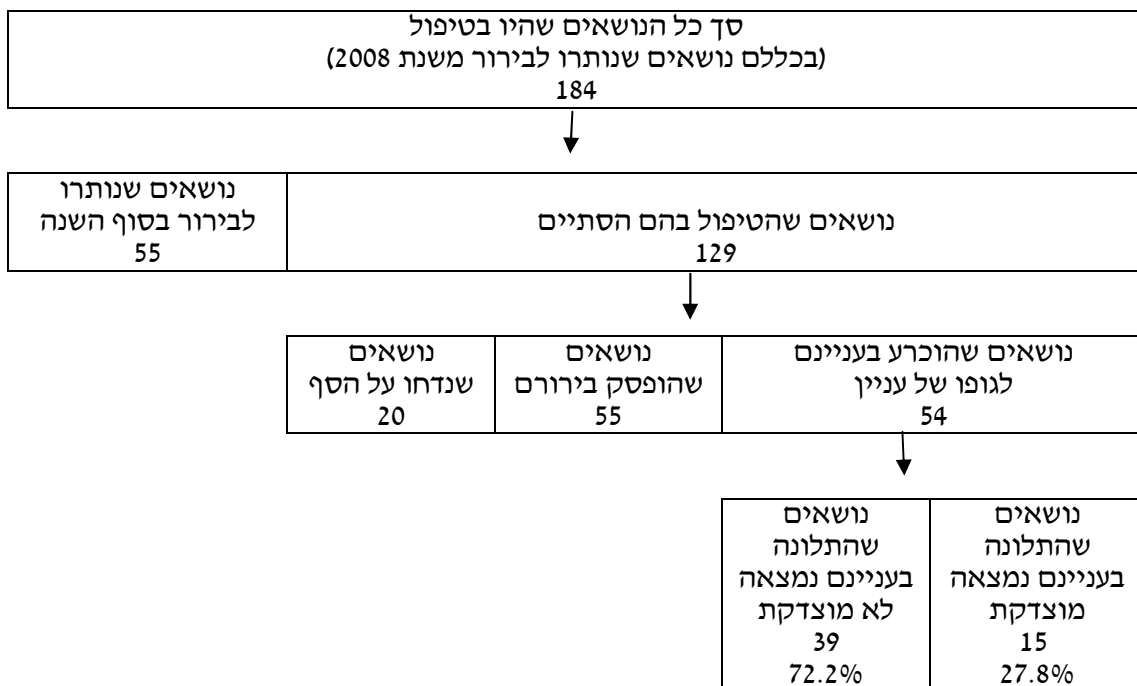 סך כל הנושאים שהיו בטיפול
(בכללם נושאים שנותרו לבירור משנת 2008)
184
נושאים שהטיפול בהם הסתיים
129
נושאים שנותרו
לבירור בסוף השנה
55
נושאים שהוכרע בעניינם
לגופו של עניין
54
נושאים
שהופסק בירורם
55
נושאים
שנדחו על הסף
20
נושאים
שהתלונה
בעניינם נמצאה
מוצדקת
15
27.8%
נושאים
שהתלונה
בעניינם נמצאה
לא מוצדקת
39
72.2%